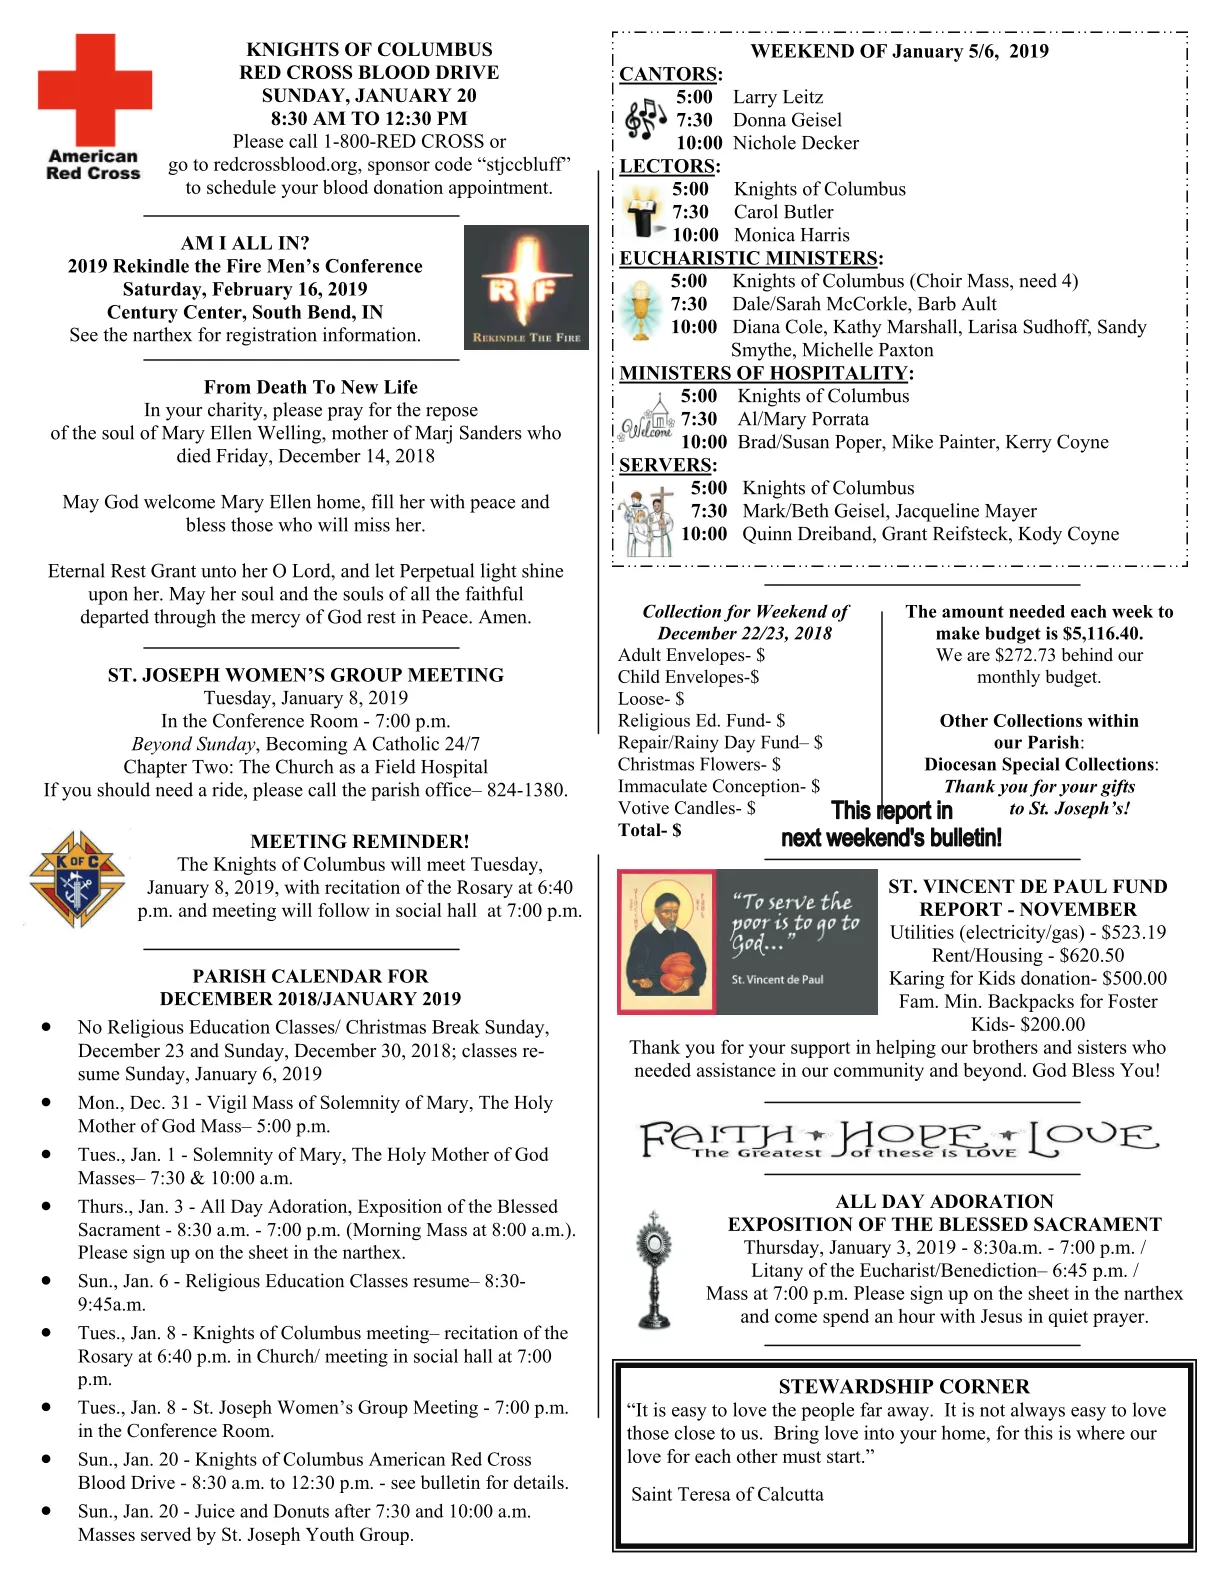 American
Red Cross
KNIGHTS OF COLUMBUS
RED CROSS BLOOD DRIVE
SUNDAY, JANUARY 20
8:30 AM TO 12:30 PM
Please call 1-800-RED CROSS or
go to redcrossblood.org, sponsor code “stjccbluff”
to schedule your blood donation appointment.
AM I ALL IN?
2019 Rekindle the Fire Men’s Conference
Saturday, February 16, 2019
Century Center, South Bend, IN
See the narthex for registration information.
R F
REKINDLE THE FIRE
From Death To New Life
In your charity, please pray for the repose
of the soul of Mary Ellen Welling, mother of Marj Sanders who
died Friday, December 14, 2018
May God welcome Mary Ellen home, fill her with peace and
bless those who will miss her.
Eternal Rest Grant unto her O Lord, and let Perpetual light shine
upon her. May her soul and the souls of all the faithful
departed through the mercy of God rest in Peace. Amen.
ST. JOSEPH WOMEN’S GROUP MEETING
Tuesday, January 8, 2019
In the Conference Room - 7:00 p.m.
Beyond Sunday, Becoming A Catholic 24/7
Chapter Two: The Church as a Field Hospital
If you should need a ride, please call the parish office– 824-1380.
K OF C
MEETING REMINDER!
The Knights of Columbus will meet Tuesday,
January 8, 2019, with recitation of the Rosary at 6:40
p.m. and meeting will follow in social hall  at 7:00 p.m.
PARISH CALENDAR FOR
DECEMBER 2018/JANUARY 2019
• No Religious Education Classes/ Christmas Break Sunday,
December 23 and Sunday, December 30, 2018; classes re-
sume Sunday, January 6, 2019
• Mon., Dec. 31 - Vigil Mass of Solemnity of Mary, The Holy
Mother of God Mass– 5:00 p.m.
• Tues., Jan. 1 - Solemnity of Mary, The Holy Mother of God
Masses– 7:30 & 10:00 a.m.
• Thurs., Jan. 3 - All Day Adoration, Exposition of the Blessed
Sacrament - 8:30 a.m. - 7:00 p.m. (Morning Mass at 8:00 a.m.).
Please sign up on the sheet in the narthex.
• Sun., Jan. 6 - Religious Education Classes resume– 8:30-
9:45a.m.
• Tues., Jan. 8 - Knights of Columbus meeting– recitation of the
Rosary at 6:40 p.m. in Church/ meeting in social hall at 7:00
p.m.
• Tues., Jan. 8 - St. Joseph Women’s Group Meeting - 7:00 p.m.
in the Conference Room.
• Sun., Jan. 20 - Knights of Columbus American Red Cross
Blood Drive - 8:30 a.m. to 12:30 p.m. - see bulletin for details.
• Sun., Jan. 20 - Juice and Donuts after 7:30 and 10:00 a.m.
Masses served by St. Joseph Youth Group.
WEEKEND OF January 5/6,  2019
CANTORS:
5:00 Larry Leitz
7:30 Donna Geisel
10:00 Nichole Decker
LECTORS:
5:00 Knights of Columbus
7:30 Carol Butler
10:00 Monica Harris
EUCHARISTIC MINISTERS:
5:00 Knights of Columbus (Choir Mass, need 4)
7:30 Dale/Sarah McCorkle, Barb Ault
10:00 Diana Cole, Kathy Marshall, Larisa Sudhoff, Sandy
Smythe, Michelle Paxton
MINISTERS OF HOSPITALITY:
5:00 Knights of Columbus
Welcome
7:30 Al/Mary Porrata
10:00 Brad/Susan Poper, Mike Painter, Kerry Coyne
SERVERS:
5:00 Knights of Columbus
7:30 Mark/Beth Geisel, Jacqueline Mayer
10:00 Quinn Dreiband, Grant Reifsteck, Kody Coyne
Collection for Weekend of
December 22/23, 2018
Adult Envelopes- $
Child Envelopes-$
Loose- $
Religious Ed. Fund- $
Repair/Rainy Day Fund– $
Christmas Flowers- $
Immaculate Conception- $
Votive Candles- $
Total- $
The amount needed each week to
make budget is $5,116.40.
We are $272.73 behind our
monthly budget.
Other Collections within
our Parish:
Diocesan Special Collections:
Thank you for your gifts
to St. Joseph’s!
This report in
next weekend's bulletin!
“To serve the
poor is to go to
God...”
St. Vincent de Paul
ST. VINCENT DE PAUL FUND
REPORT - NOVEMBER
Utilities (electricity/gas) - $523.19
Rent/Housing - $620.50
Karing for Kids donation- $500.00
Fam. Min. Backpacks for Foster
Kids- $200.00
Thank you for your support in helping our brothers and sisters who
needed assistance in our community and beyond. God Bless You!
FAITH HOPE LOVE
The Greatest of these is LOVE
ALL DAY ADORATION
EXPOSITION OF THE BLESSED SACRAMENT
Thursday, January 3, 2019 - 8:30a.m. - 7:00 p.m. /
Litany of the Eucharist/Benediction– 6:45 p.m. /
Mass at 7:00 p.m. Please sign up on the sheet in the narthex
and come spend an hour with Jesus in quiet prayer.
STEWARDSHIP CORNER
“It is easy to love the people far away.  It is not always easy to love
those close to us.  Bring love into your home, for this is where our
love for each other must start.”
Saint Teresa of Calcutta